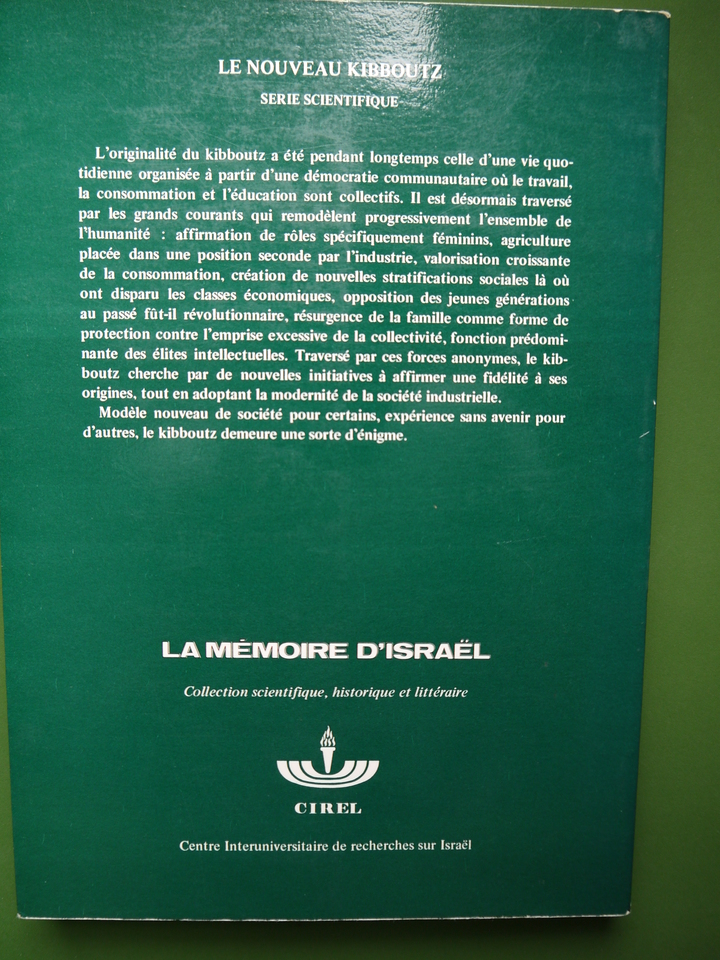 LE NOUVEAU KIBBOUTZ
SERIE SCIENTIFIQUE
L'originalité du kibboutz a été pendant longtemps celle d'une vie quo-
tidienne organisée à partir d'une démocratie communautaire où le travail,
la consommation et l'éducation sont collectifs. Il est désormais traversé
par les grands courants qui remodèlent progressivement l'ensemble de
l'humanité : affirmation de rôles spécifiquement féminins, agriculture
placée dans une position seconde par l'industrie, valorisation croissante
de la consommation, création de nouvelles stratifications sociales là où
ont disparu les classes économiques, opposition des jeunes générations
au passé fût-il révolutionnaire, résurgence de la famille comme forme de
protection contre l'emprise excessive de la collectivité, fonction prédomi-
nante des élites intellectuelles. Traversé par ces forces anonymes, le kib-
boutz cherche par de nouvelles initiatives à affirmer une fidélité à ses
origines, tout en adoptant la modernité de la société industrielle.
Modèle nouveau de société pour certains, expérience sans avenir pour
d'autres, le kibboutz demeure une sorte d'énigme.
LA MÉMOIRE D'ISRAËL
Collection scientifique, historique et littéraire
CIREL
Centre Interuniversitaire de recherches sur Israël